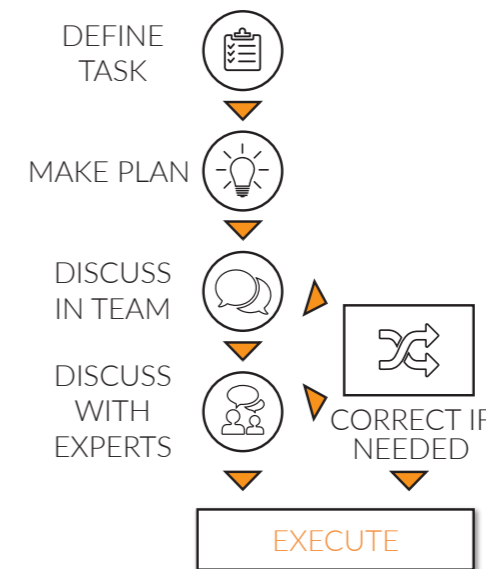 DEFINE
TASK
MAKE PLAN
DISCUSS
IN TEAM
DISCUSS
WITH
EXPERTS
CORRECT IF
NEEDED
EXECUTE